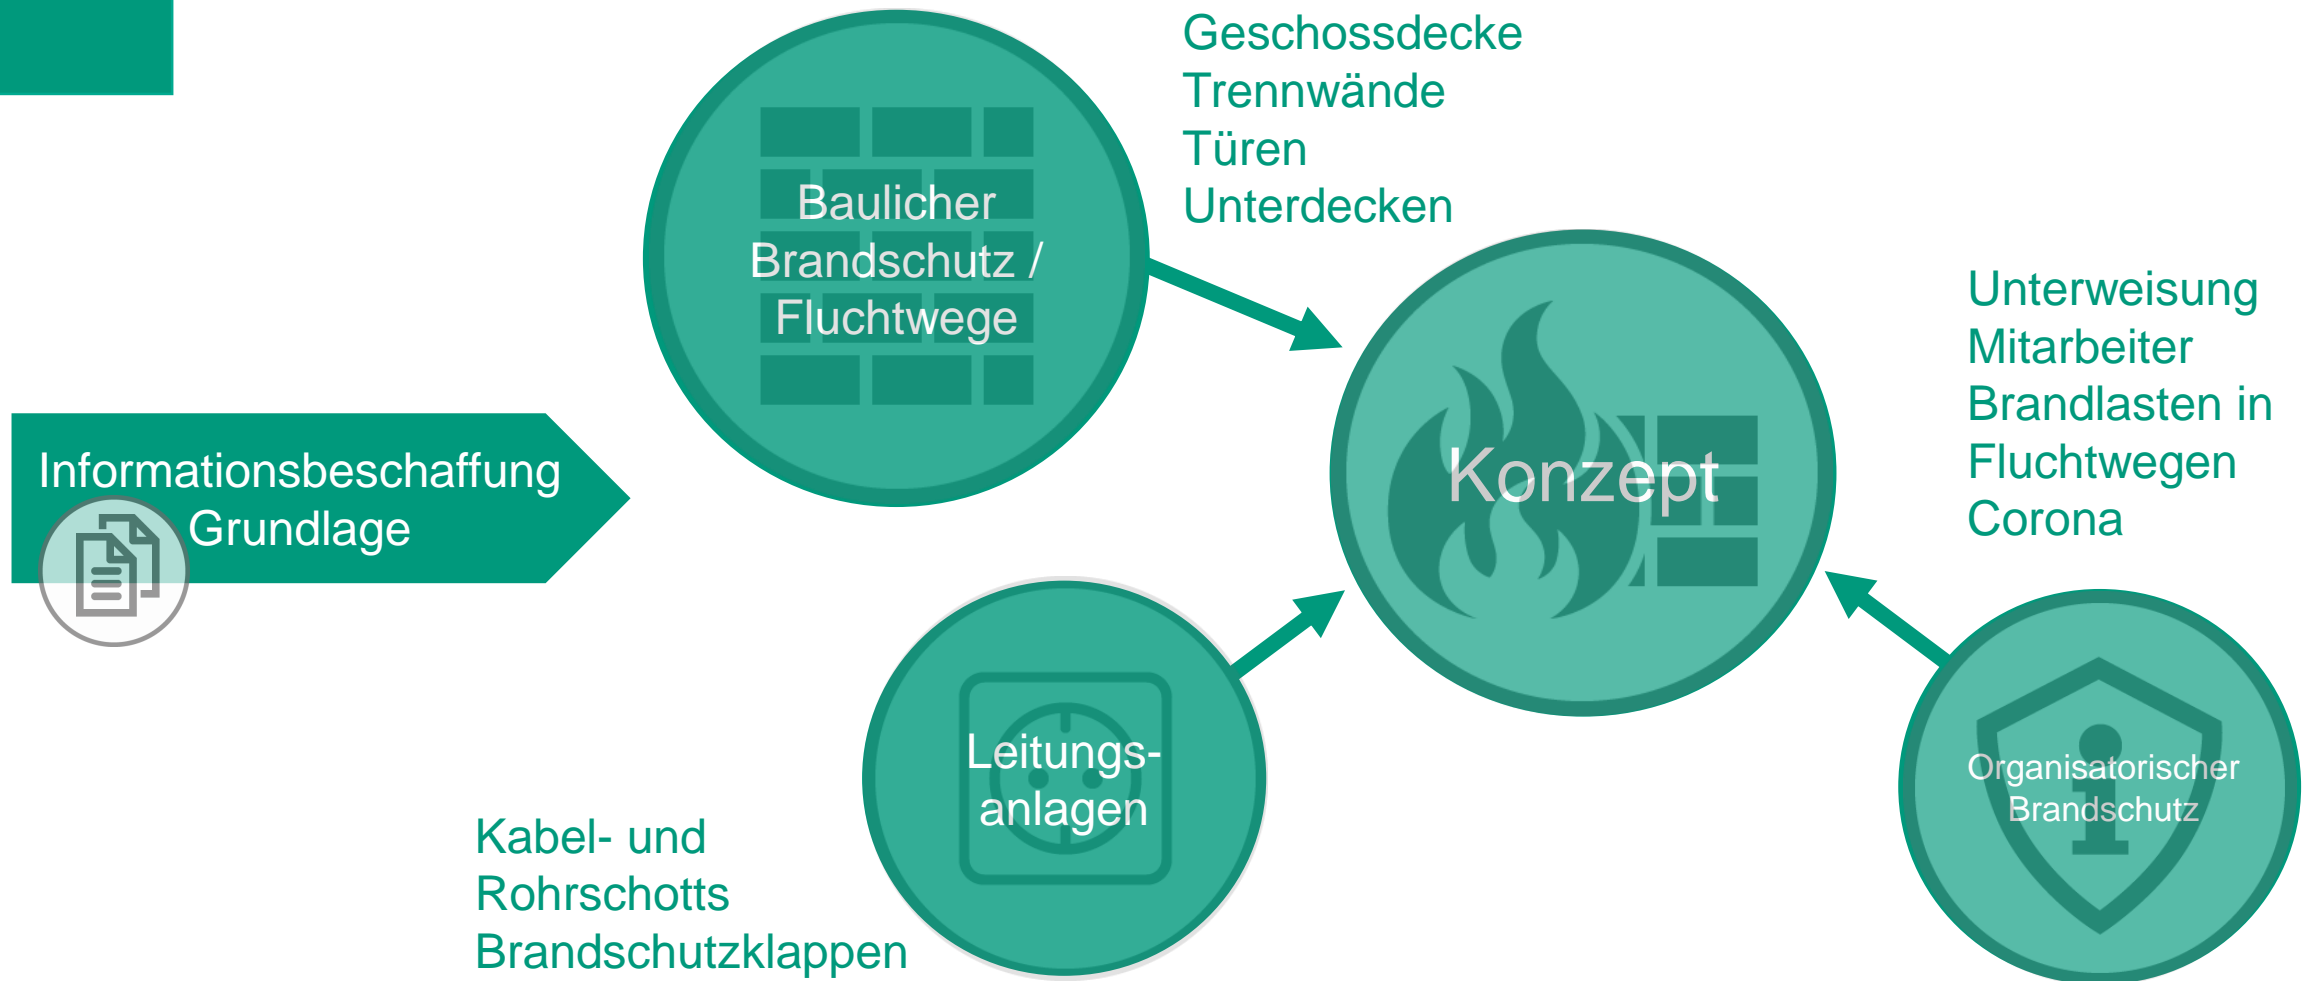 Informationsbeschaffung
Grundlage
Baulicher
Brandschutz /
Fluchtwege
Geschossdecke
Trennwände
Türen
Unterdecken
Konzept
Unterweisung
Mitarbeiter
Brandlasten in
Fluchtwegen
Corona
Leitungs-
anlagen
Kabel- und
Rohrschotts
Brandschutzklappen
Organisatorischer
Brandschutz